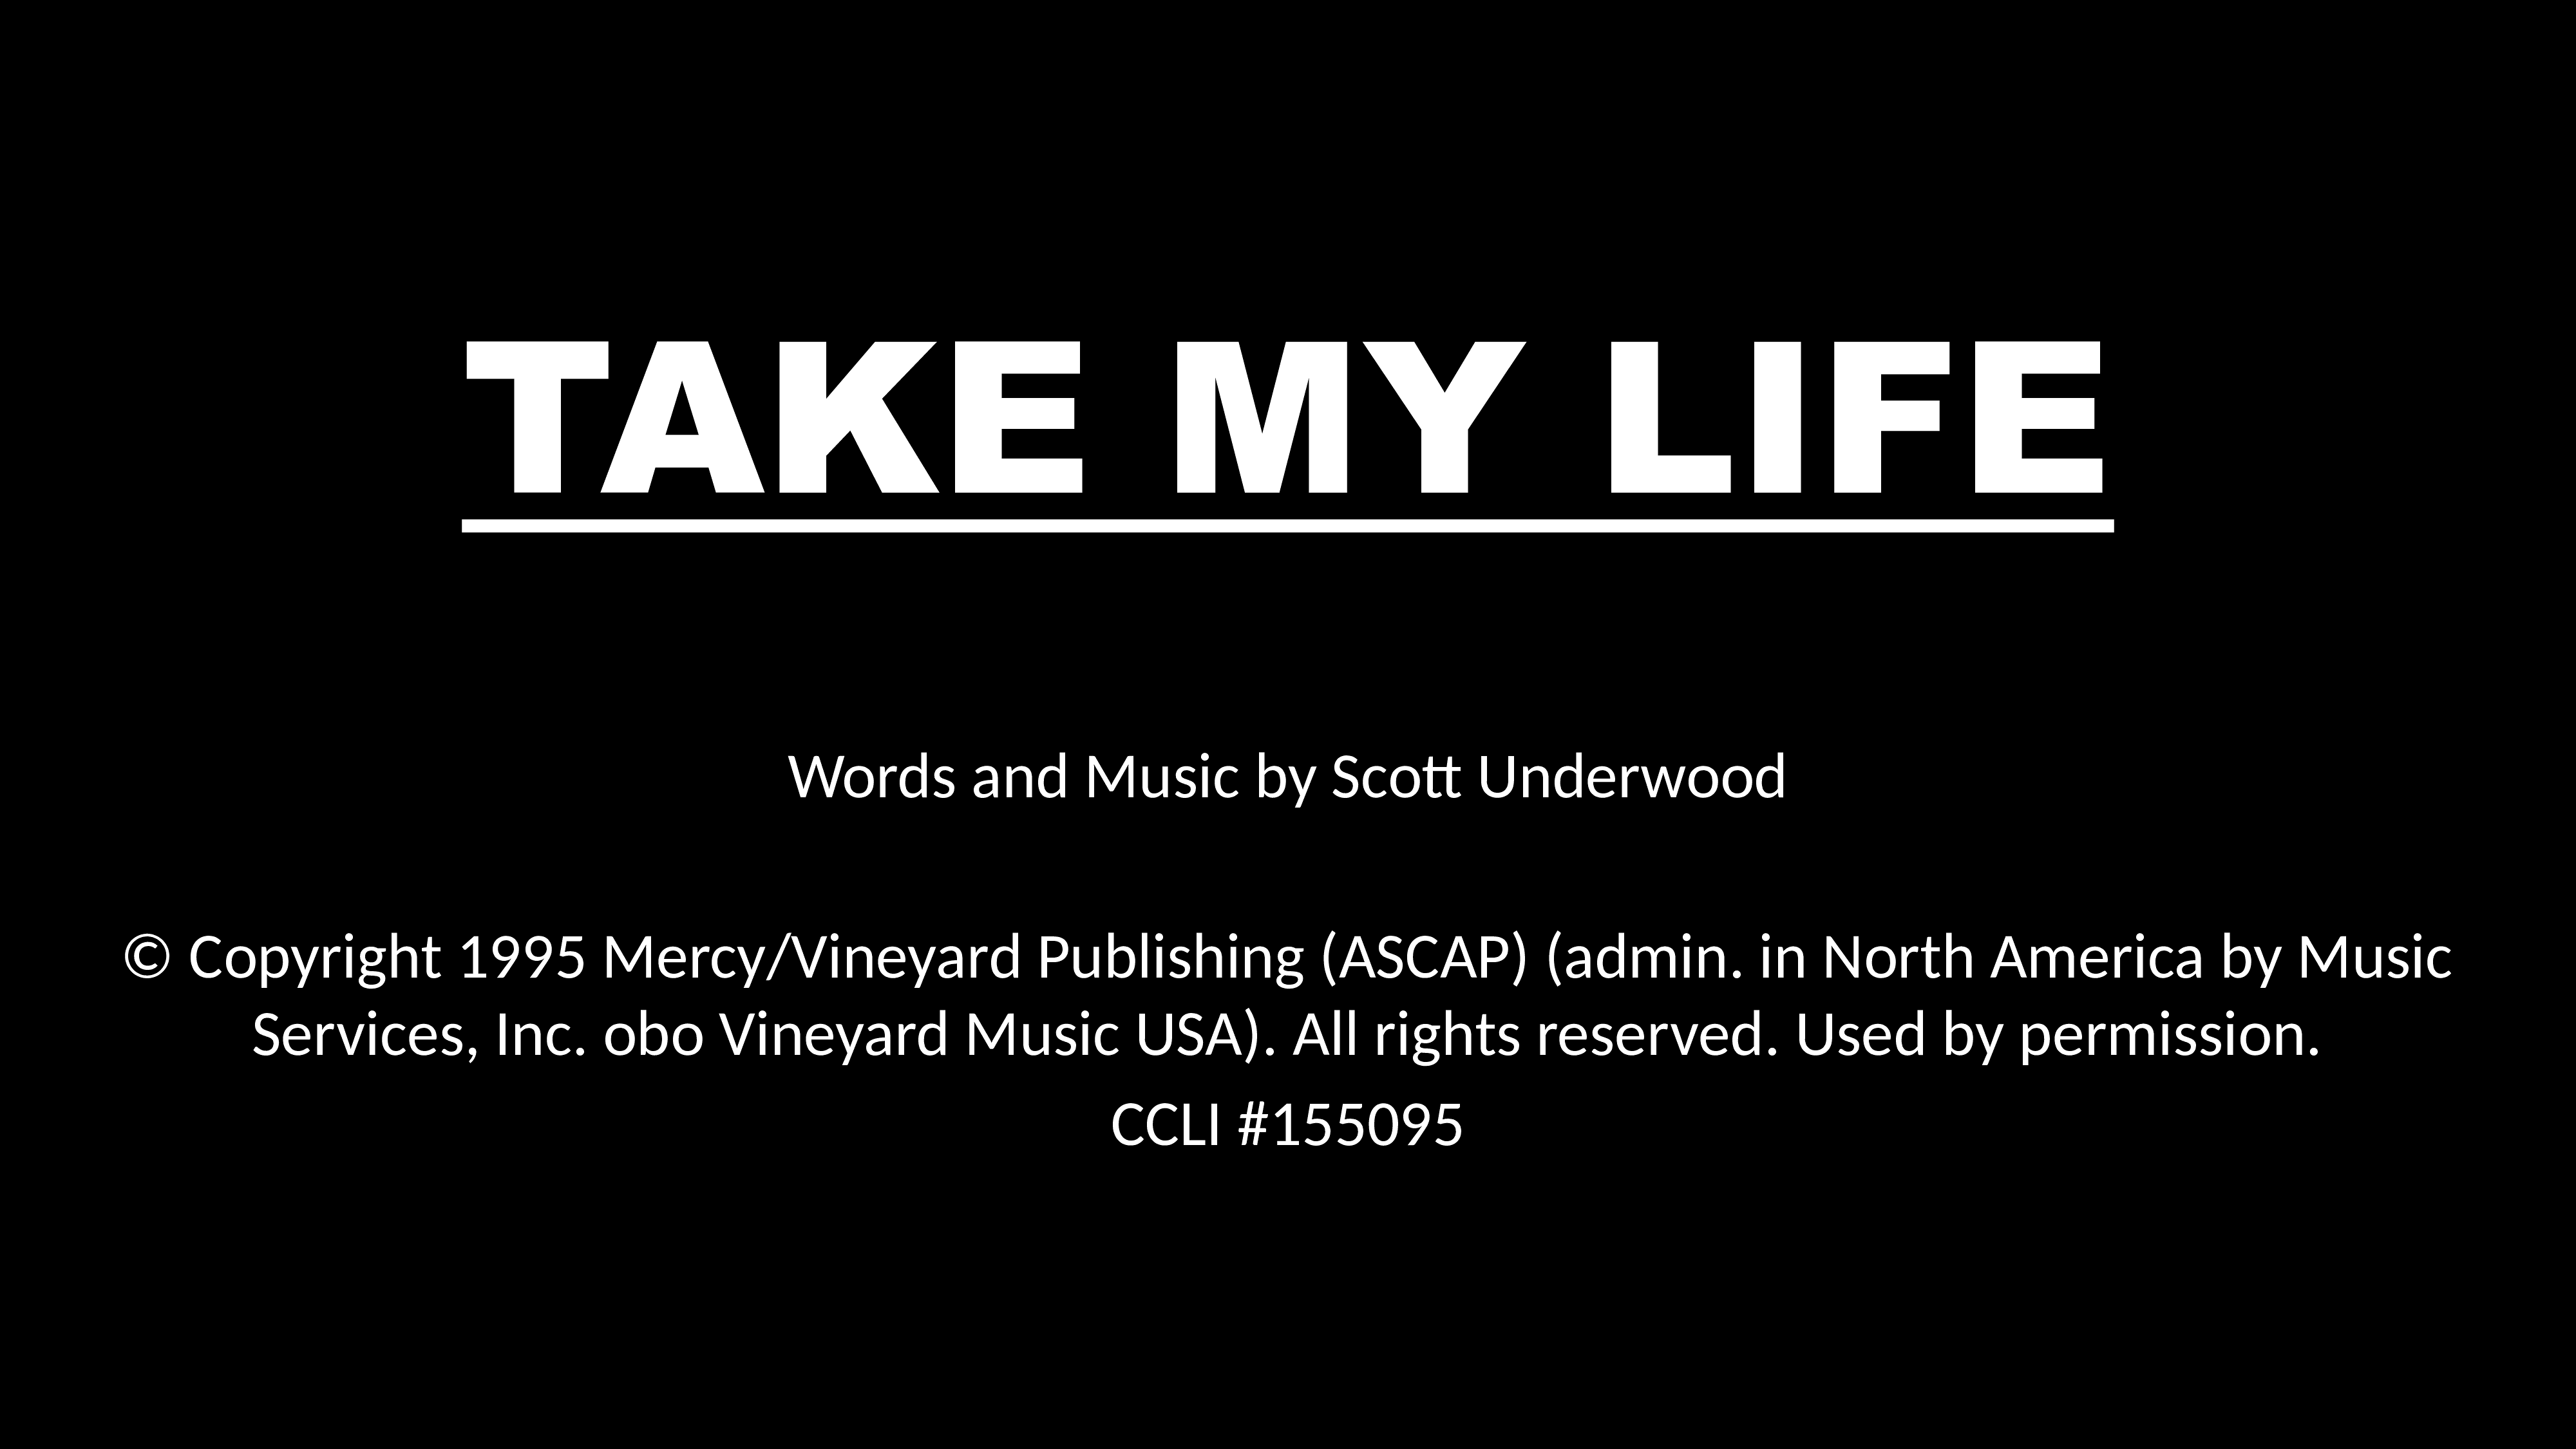 TAKE MY LIFE
Words and Music by Scott Underwood
© Copyright 1995 Mercy/Vineyard Publishing (ASCAP) (admin. in North America by Music
Services, Inc. obo Vineyard Music USA). All rights reserved. Used by permission.
CCLI #155095